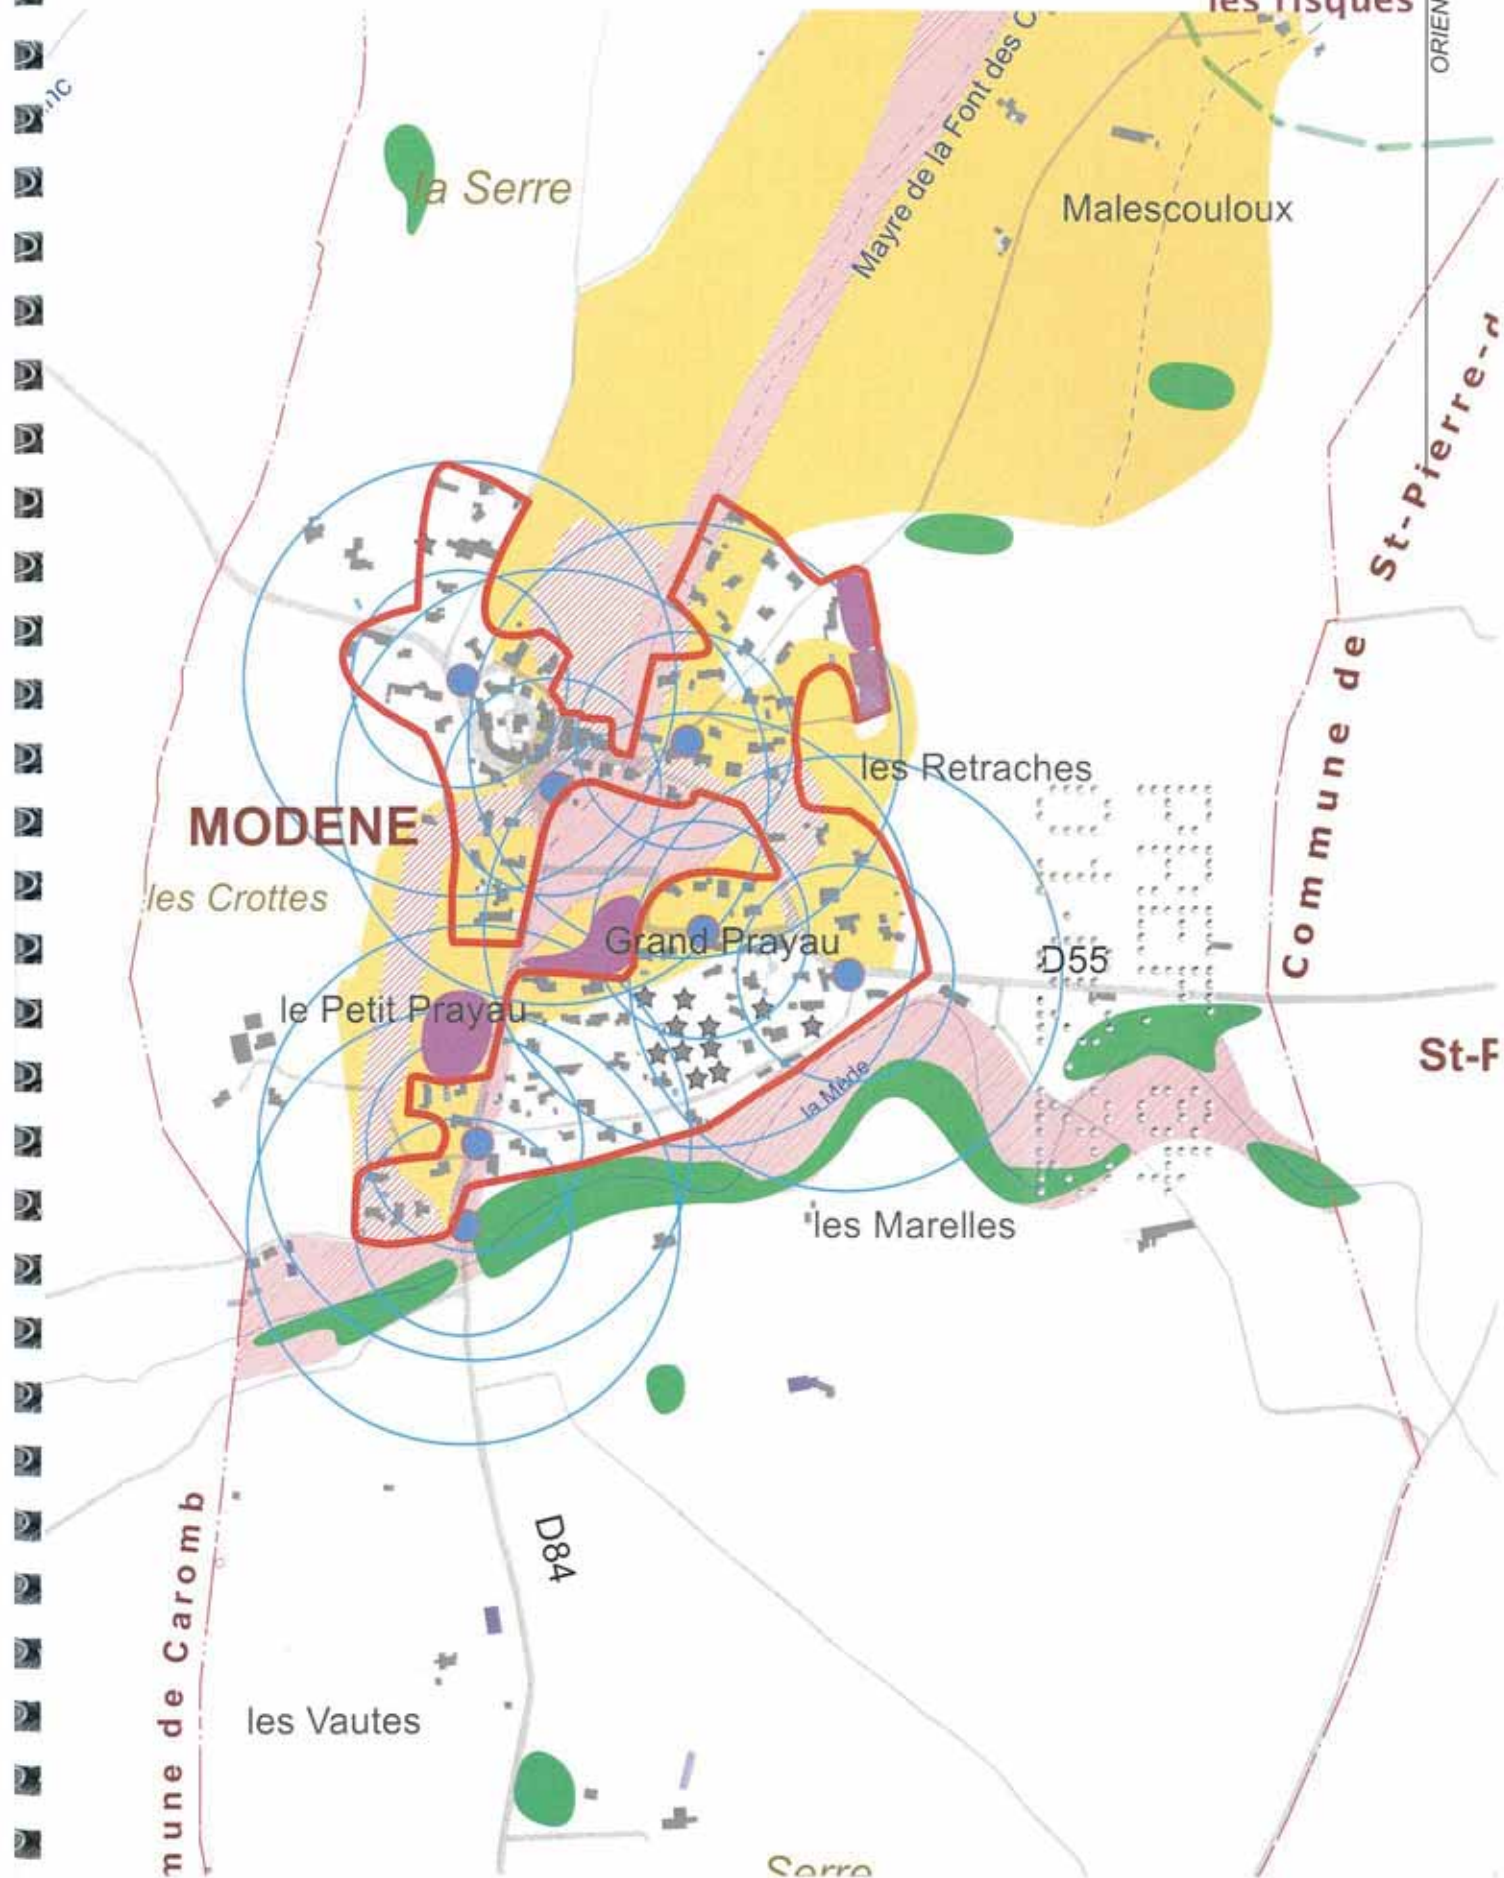 les risques
ORIEN
nc
la Serre
Mayre de la Font des C
Malescouloux
St-Pierre-d
Commune de
les Retraches
MODENE
les Crottes
Grand Prayau
D55
le Petit Prayau
St-P
la Mède
les Marelles
D84
mune de Caromb
les Vautes
Serre